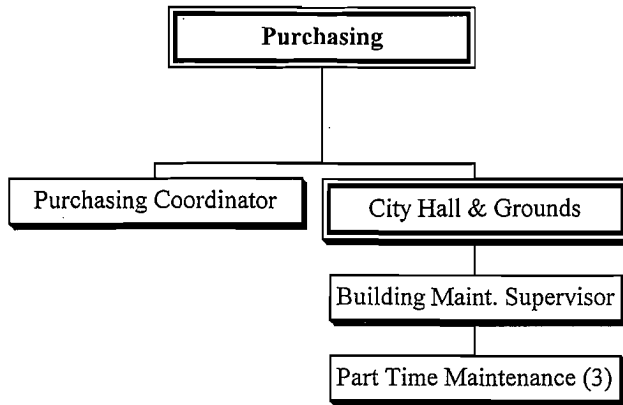 Purchasing
Purchasing Coordinator
City Hall & Grounds
Building Maint. Supervisor
Part Time Maintenance (3)